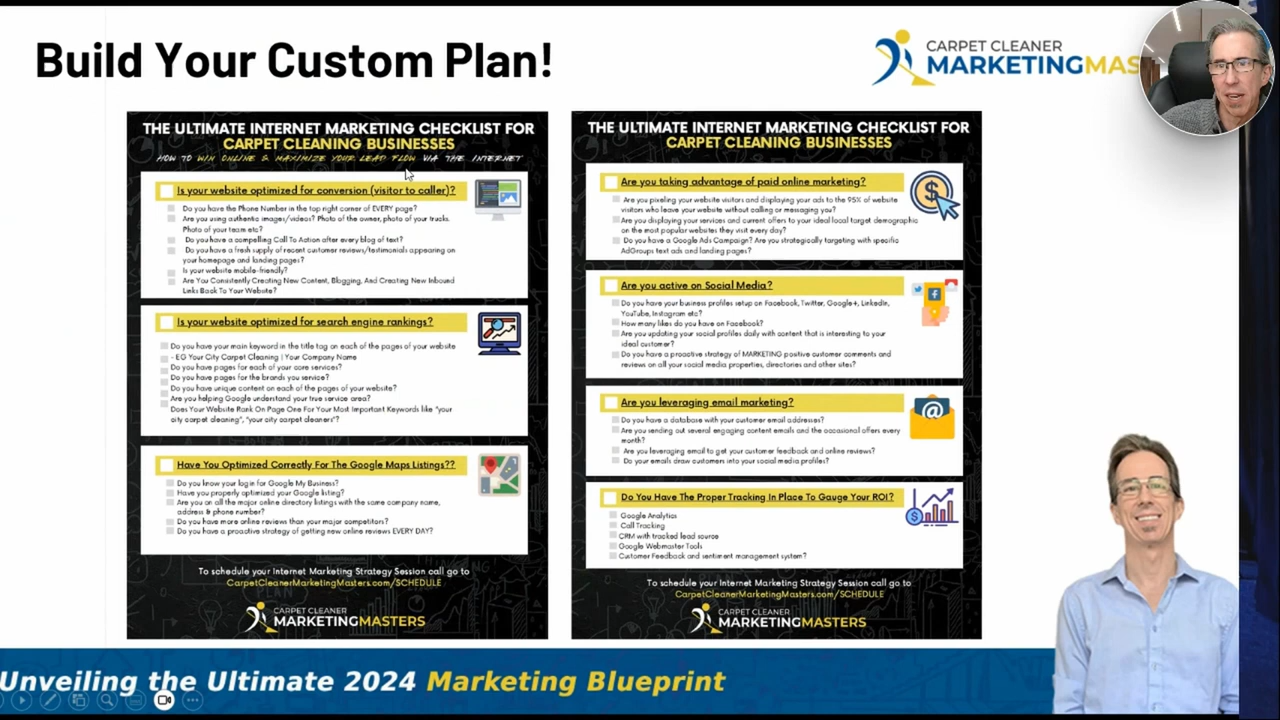 Build Your Custom Plan!
CARPET CLEANER
MARKETINGMAS
THE ULTIMATE INTERNET MARKETING CHECKLIST FOR
CARPET CLEANING BUSINESSES
HOW TO WIN ONLINE & MAXIMIZE YOUR LEAD FLOW VIA THE INTERNET
Is your website optimized for conversion (visitor to caller)?
Do you have the Phone Number in the top right corner of EVERY page?
Are you using authentic images/videos? Photo of the owner, photo of your trucks.
Photo of your team etc?
Do you have a compelling Call To Action after every blog of text?
Do you have a fresh supply of recent customer reviews/testimonials appearing on
your homepage and landing pages?
Is your website mobile-friendly?
Are You Consistently Creating New Content, Blogging, And Creating New Inbound
Links Back To Your Website?
Is your website optimized for search engine rankings?
Do you have your main keyword in the title tag on each of the pages of your website
- EG Your City Carpet Cleaning | Your Company Name
Do you have pages for each of your core services?
Do you have pages for the brands you service?
Do you have unique content on each of the pages of your website?
Are you helping Google understand your true service area?
Does Your Website Rank On Page One For Your Most Important Keywords like "your
city carpet cleaning", "your city carpet cleaners"?
Have You Optimized Correctly For The Google Maps Listings??
Do you know your login for Google My Business?
Have you properly optimized your Google listing?
Are you on all the major online directory listings with the same company name,
address & phone number?
Do you have more online reviews than your major competitors?
Do you have a proactive strategy of getting new online reviews EVERY DAY?
To schedule your Internet Marketing Strategy Session call go to
CarpetCleanerMarketingMasters.com/SCHEDULE
CARPET CLEANER
MARKETINGMASTERS
THE ULTIMATE INTERNET MARKETING CHECKLIST FOR
CARPET CLEANING BUSINESSES
Are you taking advantage of paid online marketing?
Are you pixeling your website visitors and displaying your ads to the 95% of website
visitors who leave your website without calling or messaging you?
Are you displaying your services and current offers to your ideal local target demographic
on the most popular websites they visit every day?
Do you have a Google Ads Campaign? Are you strategically targeting with specific
AdGroups text ads and landing pages?
Are you active on Social Media?
Do you have your business profiles setup on Facebook, Twitter, Google+, LinkedIn,
YouTube, Instagram etc?
How many likes do you have on Facebook?
Are you updating your social profiles daily with content that is interesting to your
ideal customer?
Do you have a proactive strategy of MARKETING positive customer comments and
reviews on all your social media properties, directories and other sites?
Are you leveraging email marketing?
Do you have a database with your customer email addresses?
Are you sending out several engaging content emails and the occasional offers every
month?
Are you leveraging email to get your customer feedback and online reviews?
Do your emails draw customers into your social media profiles?
Do You Have The Proper Tracking In Place To Gauge Your ROI?
Google Analytics
Call Tracking
CRM with tracked lead source
Google Webmaster Tools
Customer Feedback and sentiment management system?
To schedule your Internet Marketing Strategy Session call go to
CarpetCleanerMarketingMasters.com/SCHEDULE
CARPET CLEANER
MARKETINGMASTERS
Unveiling the Ultimate 2024 Marketing Blueprint